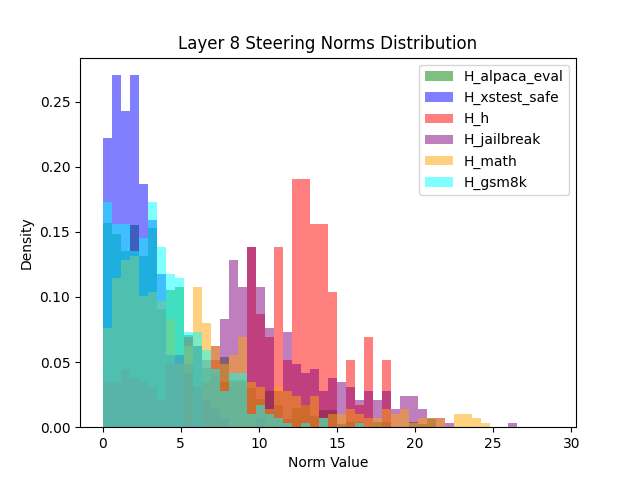 Layer 8 Steering Norms Distribution
H_alpaca_eval
H_xstest_safe
H_h
H_jailbreak
H_math
H_gsm8k
0.25
0.20
0.15
0.10
0.05
0.00
Density
0 5 10 15 20 25 30
Norm Value